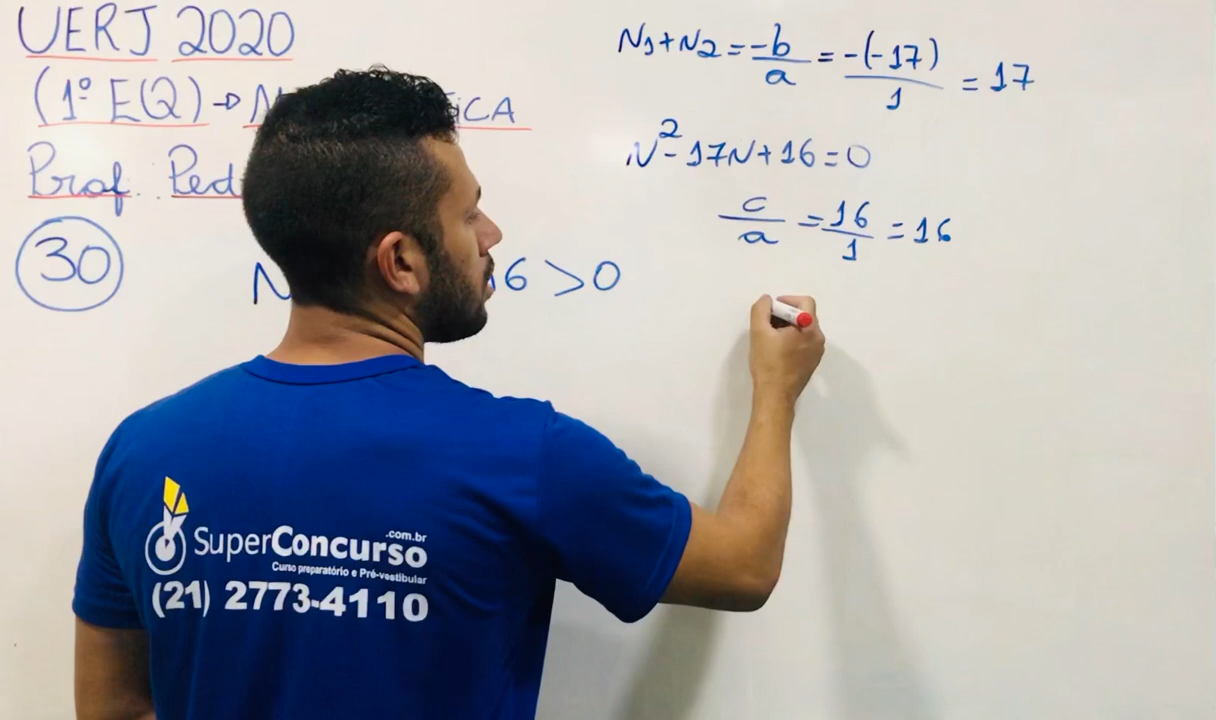 UERJ 2020
(1º EQ) →
Prof.
30
6 > 0
N₁+N₂ = -b/a = -(-17)/1 = 17
N²-17N+16=0
c/a = 16/1 = 16
SuperConcurso
.com.br
Curso preparatório e Pré-vestibular
(21) 2773-4110